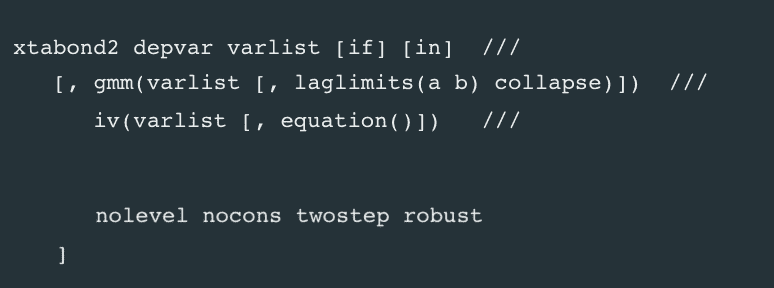 xtabond2 depvar varlist [if] [in]  ///
[, gmm(varlist [, laglimits(a b) collapse)])  ///
iv(varlist [, equation()])   ///
nolevel nocons twostep robust
]